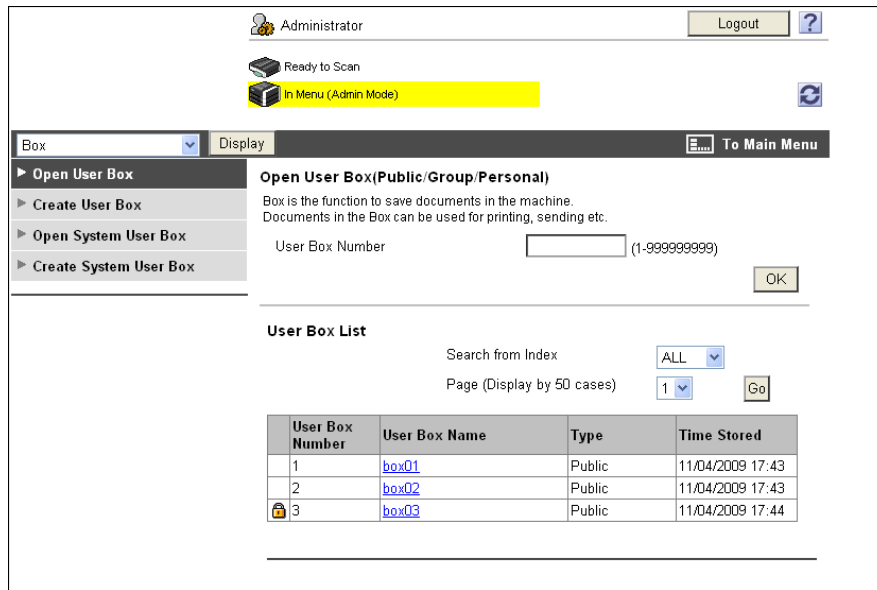 Administrator
Logout
?
Ready to Scan
In Menu (Admin Mode)
Box
Display
To Main Menu
Open User Box
Create User Box
Open System User Box
Create System User Box
Open User Box(Public/Group/Personal)
Box is the function to save documents in the machine.
Documents in the Box can be used for printing, sending etc.
User Box Number (1-999999999)
OK
User Box List
Search from Index ALL
Page (Display by 50 cases) 1 Go
User Box Number User Box Name Type Time Stored
1 box01 Public 11/04/2009 17:43
2 box02 Public 11/04/2009 17:43
3 box03 Public 11/04/2009 17:44